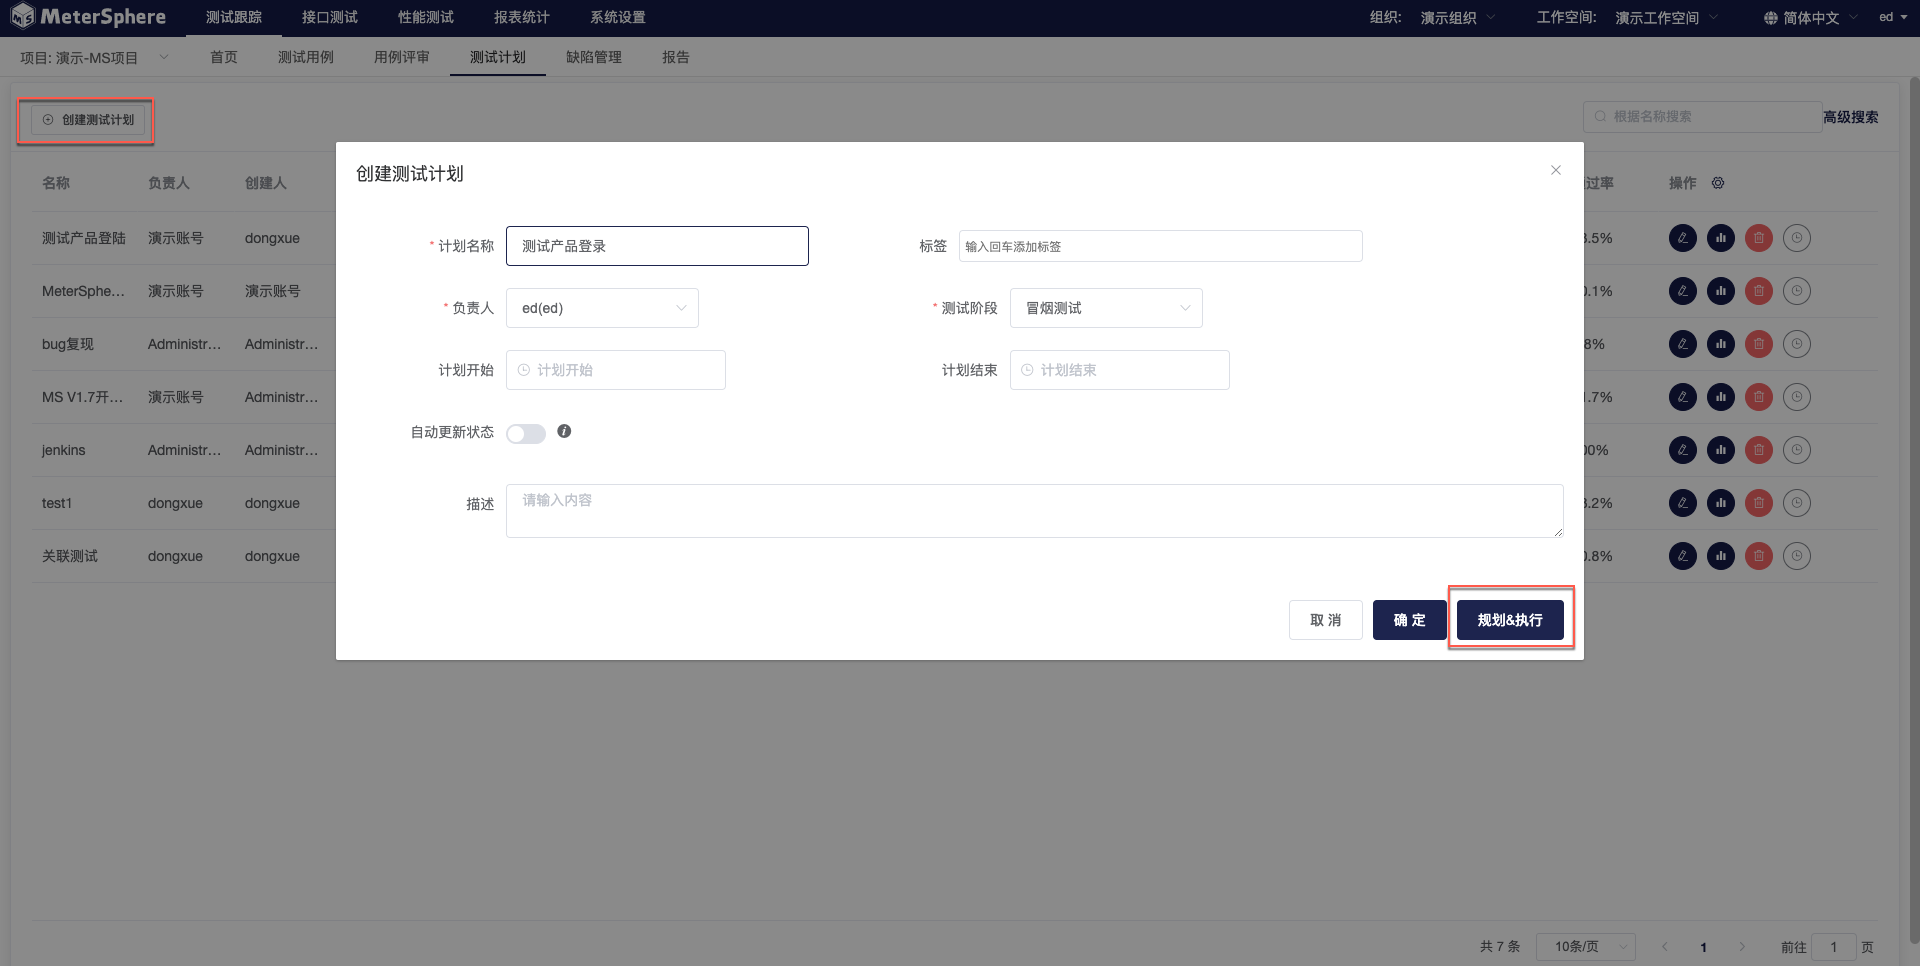 MeterSphere 测试跟踪 接口测试 性能测试 报表统计 系统设置 组织: 演示组织 工作空间: 演示工作空间 简体中文 ed
项目: 演示-MS项目 首页 测试用例 用例评审 测试计划 缺陷管理 报告
创建测试计划 根据名称搜索 高级搜索
创建测试计划
名称 负责人 创建人 过率 操作
* 计划名称 测试产品登录 标签 输入回车添加标签
测试产品登陆 演示账号 dongxue .5%
MeterSphe... 演示账号 演示账号 .1%
* 负责人 ed(ed) * 测试阶段 冒烟测试
bug复现 Administr... Administr... 8%
计划开始 计划开始 计划结束 计划结束
MS V1.7开... 演示账号 Administr... .7%
自动更新状态
jenkins Administr... Administr... 00%
描述 请输入内容
test1 dongxue dongxue .2%
关联测试 dongxue dongxue .8%
取 消 确 定 规划&执行
共 7 条 10条/页 1 前往 1 页